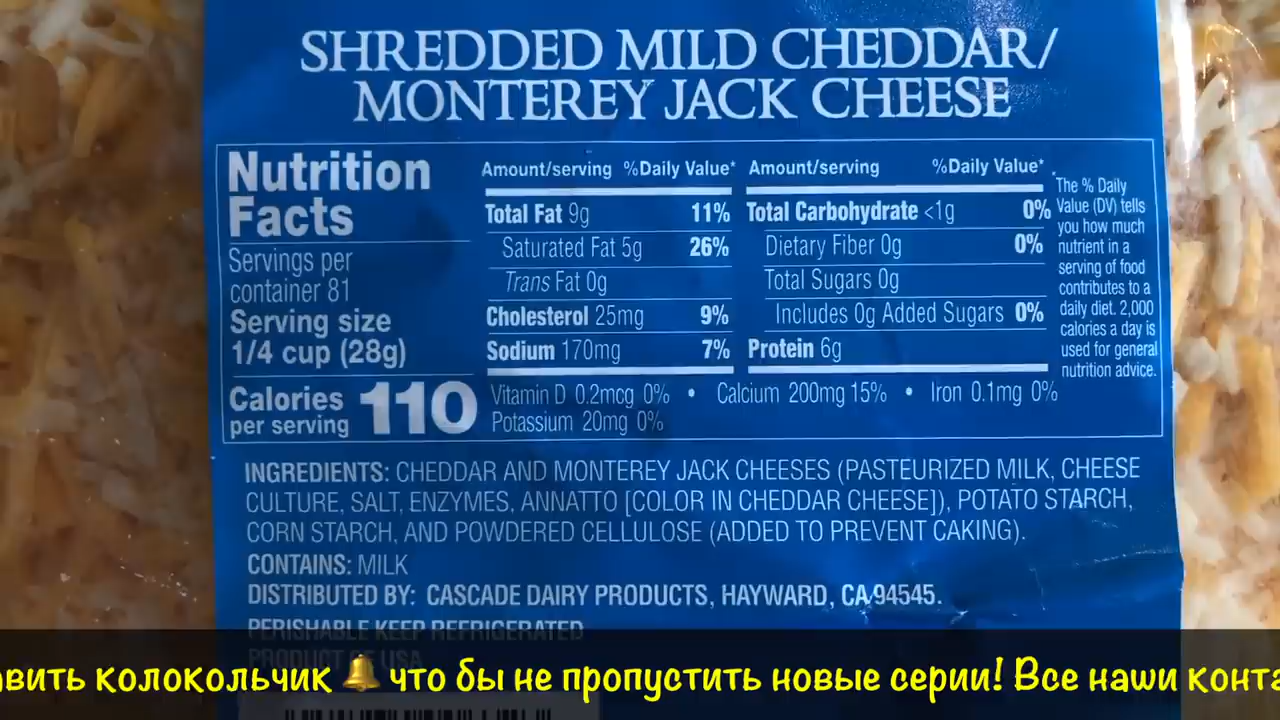 SHREDDED MILD CHEDDAR/
MONTEREY JACK CHEESE
Nutrition
Facts
Servings per
container 81
Serving size
1/4 cup (28g)
Calories
per serving
110
Amount/serving %Daily Value*
Total Fat 9g 11%
Saturated Fat 5g 26%
Trans Fat 0g
Cholesterol 25mg 9%
Sodium 170mg 7%
Amount/serving %Daily Value*
Total Carbohydrate <1g 0%
Dietary Fiber 0g 0%
Total Sugars 0g
Includes 0g Added Sugars 0%
Protein 6g
Vitamin D 0.2mcg 0% • Calcium 200mg 15% • Iron 0.1mg 0%
Potassium 20mg 0%
*The % Daily
Value (DV) tells
you how much
nutrient in a
serving of food
contributes to a
daily diet. 2,000
calories a day is
used for general
nutrition advice.
INGREDIENTS: CHEDDAR AND MONTEREY JACK CHEESES (PASTEURIZED MILK, CHEESE
CULTURE, SALT, ENZYMES, ANNATTO [COLOR IN CHEDDAR CHEESE]), POTATO STARCH,
CORN STARCH, AND POWDERED CELLULOSE (ADDED TO PREVENT CAKING).
CONTAINS: MILK
DISTRIBUTED BY: CASCADE DAIRY PRODUCTS, HAYWARD, CA 94545.
PERISHABLE KEEP REFRIGERATED
PRODUCT OF USA
вить колокольчик 🔔 что бы не пропустить новые серии! Все наши конта